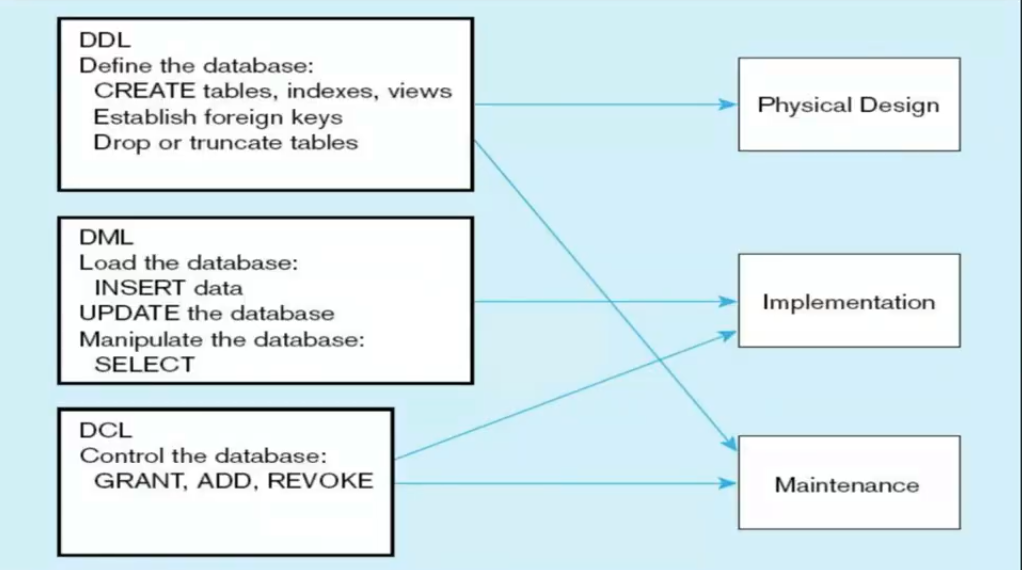 DDL
Define the database:
CREATE tables, indexes, views
Establish foreign keys
Drop or truncate tables
Physical Design
DML
Load the database:
INSERT data
UPDATE the database
Manipulate the database:
SELECT
Implementation
DCL
Control the database:
GRANT, ADD, REVOKE
Maintenance